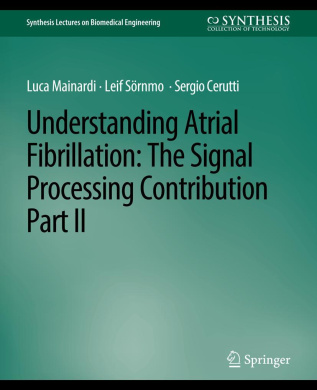 Synthesis Lectures on Biomedical Engineering
SYNTHESIS
COLLECTION OF TECHNOLOGY
Luca Mainardi · Leif Sörnmo · Sergio Cerutti
Understanding Atrial
Fibrillation: The Signal
Processing Contribution
Part II
Springer